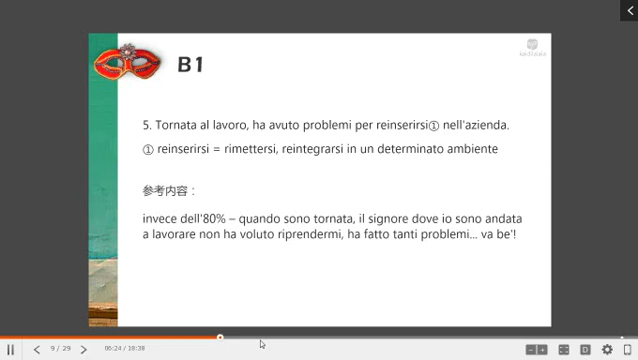 B1
5. Tornata al lavoro, ha avuto problemi per reinserirsi① nell'azienda.
① reinserirsi = rimettersi, reintegrarsi in un determinato ambiente
参考内容：
invece dell'80% – quando sono tornata, il signore dove io sono andata
a lavorare non ha voluto riprendermi, ha fatto tanti problemi... va be'!
9 / 29
06:24 / 18:38
D